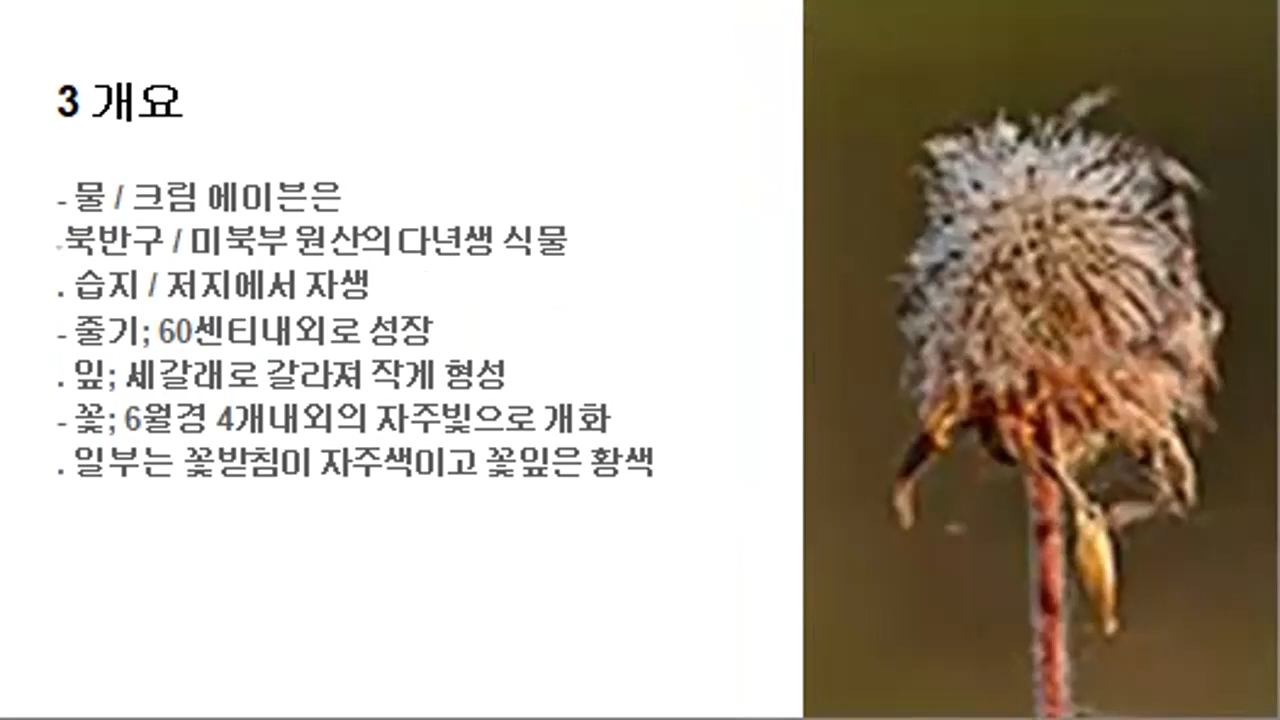 3 개요
- 물 / 크림 에이븐은
.북반구 / 미북부 원산의 다년생 식물
. 습지 / 저지에서 자생
- 줄기; 60센티내외로 성장
. 잎; 세갈래로 갈라져 작게 형성
- 꽃; 6월경 4개내외의 자주빛으로 개화
. 일부는 꽃받침이 자주색이고 꽃잎은 황색